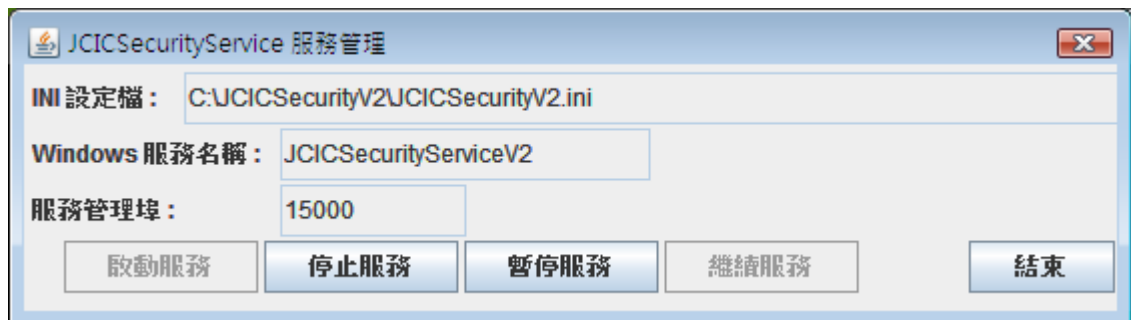 JCICSecurityService 服務管理
INI 設定檔： C:\JCICSecurityV2\JCICSecurityV2.ini
Windows 服務名稱： JCICSecurityServiceV2
服務管理埠： 15000
啟動服務 停止服務 暫停服務 繼續服務 結束